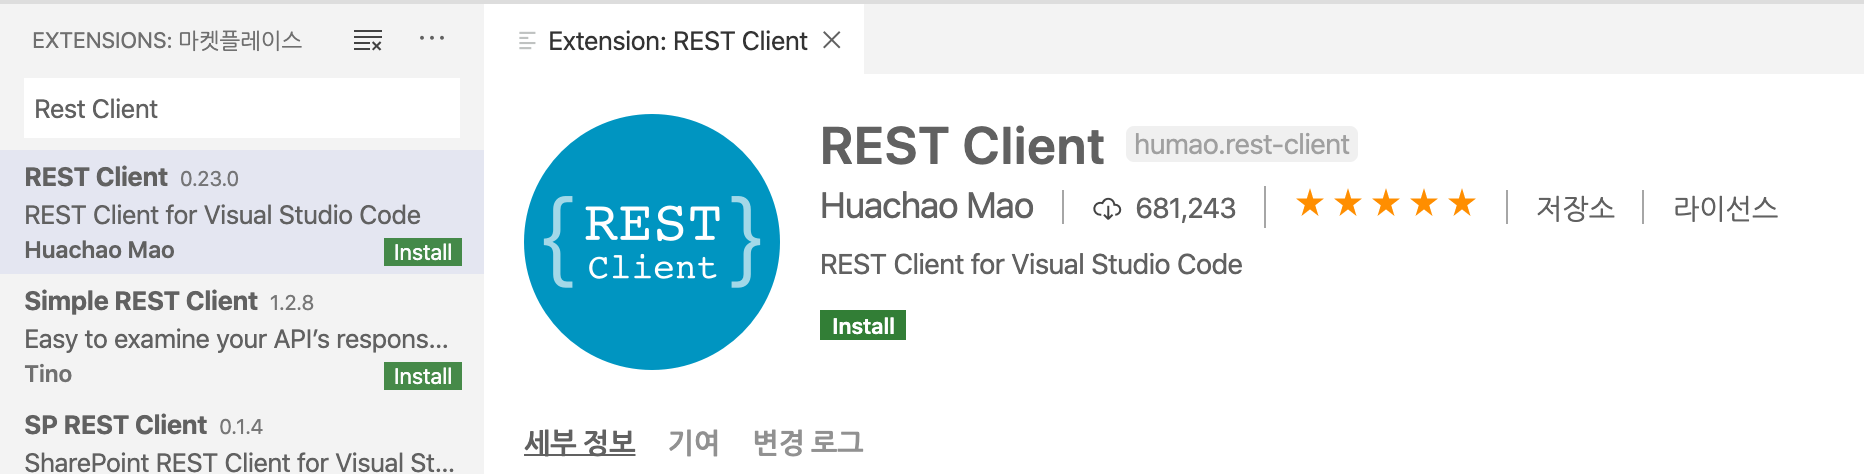 EXTENSIONS: 마켓플레이스
Rest Client
REST Client 0.23.0
REST Client for Visual Studio Code
Huachao Mao Install
Simple REST Client 1.2.8
Easy to examine your API’s respons...
Tino Install
SP REST Client 0.1.4
SharePoint REST Client for Visual St...
Extension: REST Client
{REST
Client}
REST Client humao.rest-client
Huachao Mao 681,243 ★★★★★ 저장소 라이선스
REST Client for Visual Studio Code
Install
세부 정보 기여 변경 로그